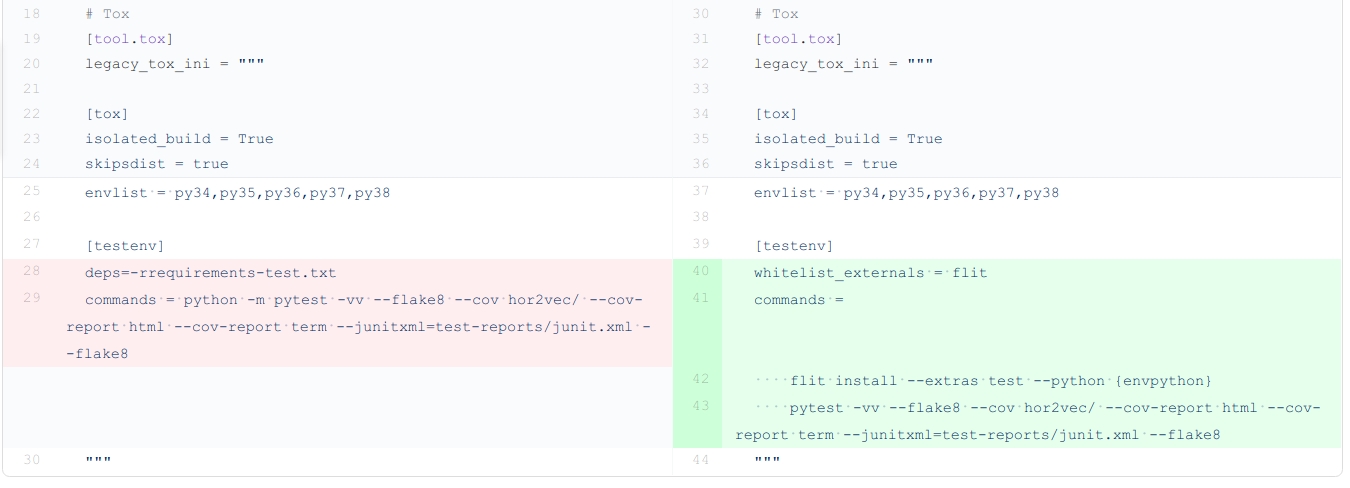 18 # Tox
19 [tool.tox]
20 legacy_tox_ini = """
21
22 [tox]
23 isolated_build = True
24 skipsdist = true
25 envlist = py34,py35,py36,py37,py38
26
27 [testenv]
28 deps=-rrequirements-test.txt
29 commands = python -m pytest -vv --flake8 --cov hor2vec/ --cov-
report html --cov-report term --junitxml=test-reports/junit.xml -
-flake8
30 """
30 # Tox
31 [tool.tox]
32 legacy_tox_ini = """
33
34 [tox]
35 isolated_build = True
36 skipsdist = true
37 envlist = py34,py35,py36,py37,py38
38
39 [testenv]
40 whitelist_externals = flit
41 commands =
42 ····flit install --extras test --python {envpython}
43 ····pytest -vv --flake8 --cov hor2vec/ --cov-report html --cov-
report term --junitxml=test-reports/junit.xml --flake8
44 """